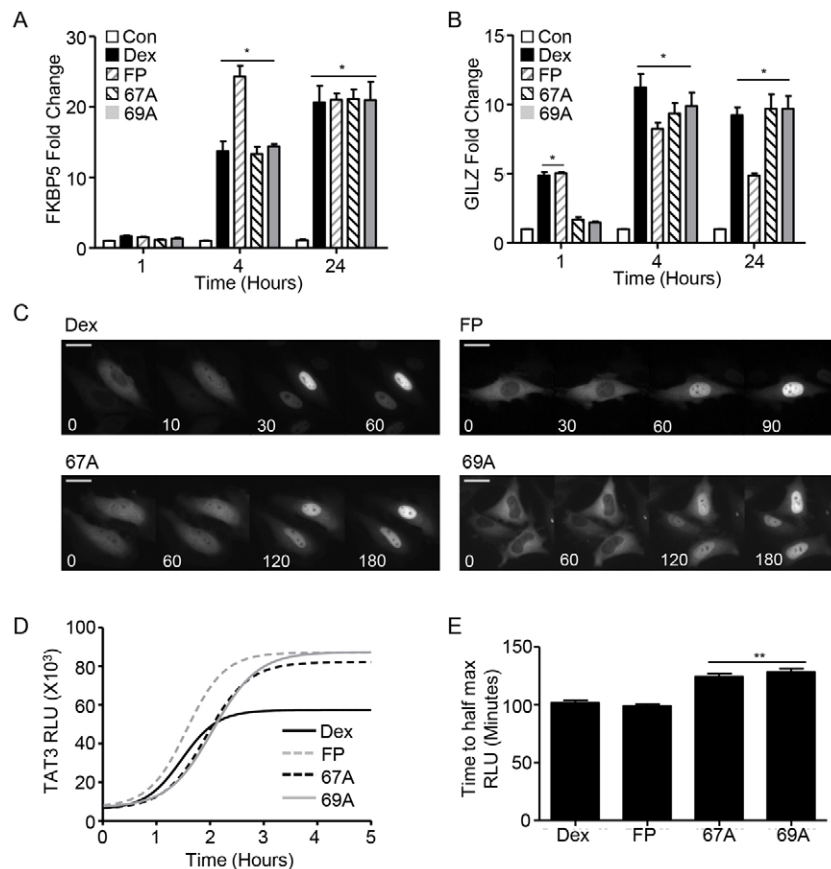 A
Con
Dex
FP
67A
69A
FKBP5 Fold Change
30
20
10
0
*
*
1 4 24
Time (Hours)
B
Con
Dex
FP
67A
69A
GILZ Fold Change
15
10
5
0
*
*
*
1 4 24
Time (Hours)
C
Dex
0 10 30 60
FP
0 30 60 90
67A
0 60 120 180
69A
0 60 120 180
D
TAT3 RLU (X10³)
100
80
60
40
20
0
Dex
FP
67A
69A
0 1 2 3 4 5
Time (Hours)
E
Time to half max
RLU (Minutes)
150
100
50
0
**
Dex FP 67A 69A